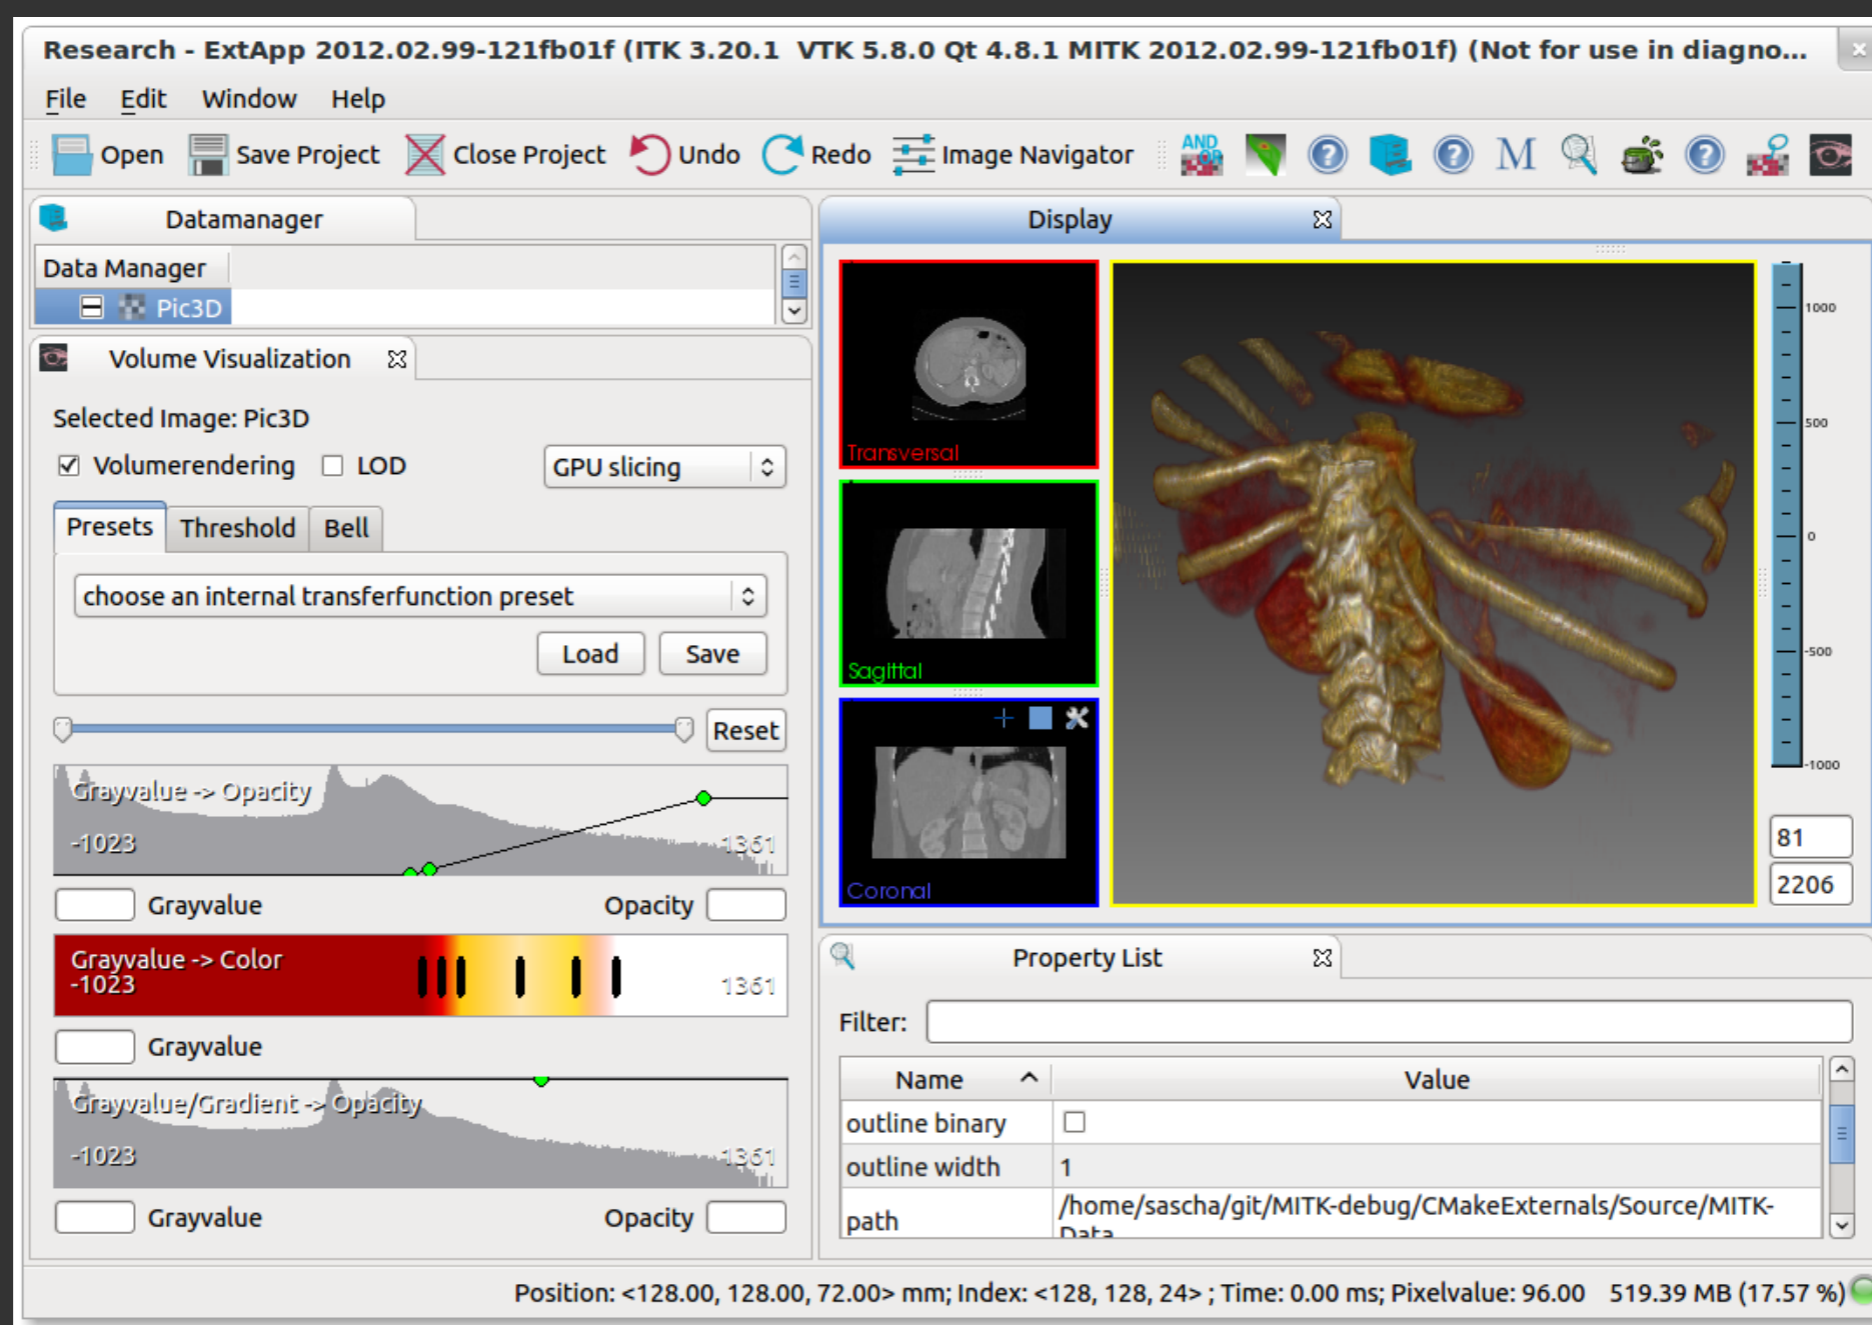 Research - ExtApp 2012.02.99-121fb01f (ITK 3.20.1 VTK 5.8.0 Qt 4.8.1 MITK 2012.02.99-121fb01f) (Not for use in diagno...
File Edit Window Help
Open Save Project Close Project Undo Redo Image Navigator AND OR M
Datamanager
Data Manager
Pic3D
Volume Visualization
Selected Image: Pic3D
Volumerendering LOD GPU slicing
Presets Threshold Bell
choose an internal transferfunction preset
Load Save
Reset
Grayvalue -> Opacity
-1023 1361
Grayvalue Opacity
Grayvalue -> Color
-1023 1361
Grayvalue
Grayvalue/Gradient -> Opacity
-1023 1361
Grayvalue Opacity
Display
Transversal
Sagittal
Coronal
1000
500
0
-500
-1000
81
2206
Property List
Filter:
Name Value
outline binary
outline width 1
path /home/sascha/git/MITK-debug/CMakeExternals/Source/MITK-
Data
Position: <128.00, 128.00, 72.00> mm; Index: <128, 128, 24> ; Time: 0.00 ms; Pixelvalue: 96.00 519.39 MB (17.57 %)